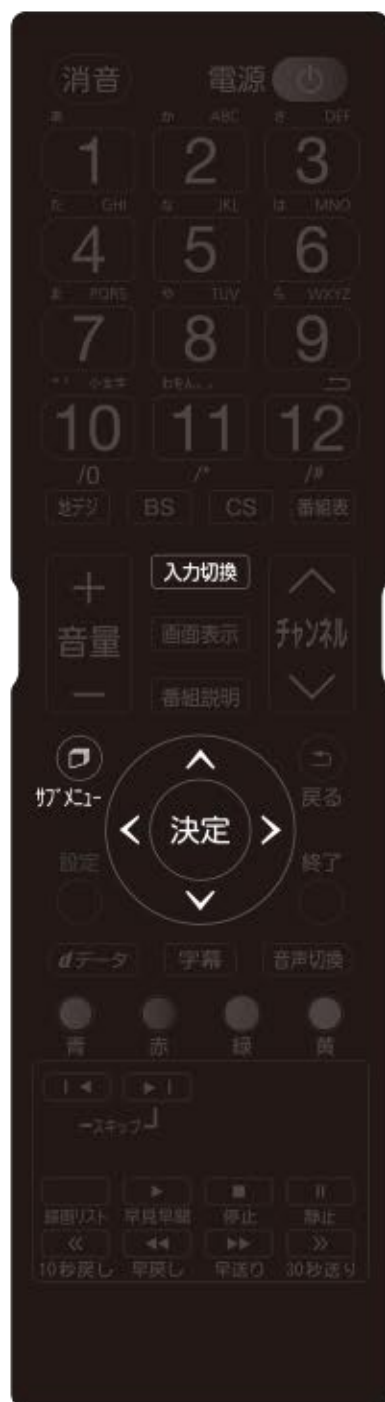 消音 電源
あ か ABC さ DEF
1 2 3
た GHI な JKL は MNO
4 5 6
ま PQRS や TUV ら WXYZ
7 8 9
小文字 わをん
10 11 12
/0 /* /#
地デジ BS CS 番組表
+ 入力切換
音量 画面表示 チャンネル
− 番組説明
サブメニュー 決定 戻る
設定 終了
dデータ 字幕 音声切換
青 赤 緑 黄
スキップ
録画リスト 早見早聞 停止 静止
10秒戻し 早戻し 早送り 30秒送り